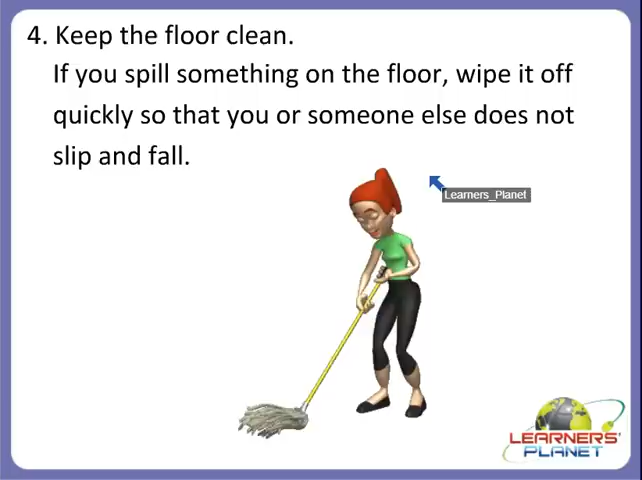 4. Keep the floor clean.
If you spill something on the floor, wipe it off
quickly so that you or someone else does not
slip and fall.
Learners_Planet
LEARNERS'
PLANET